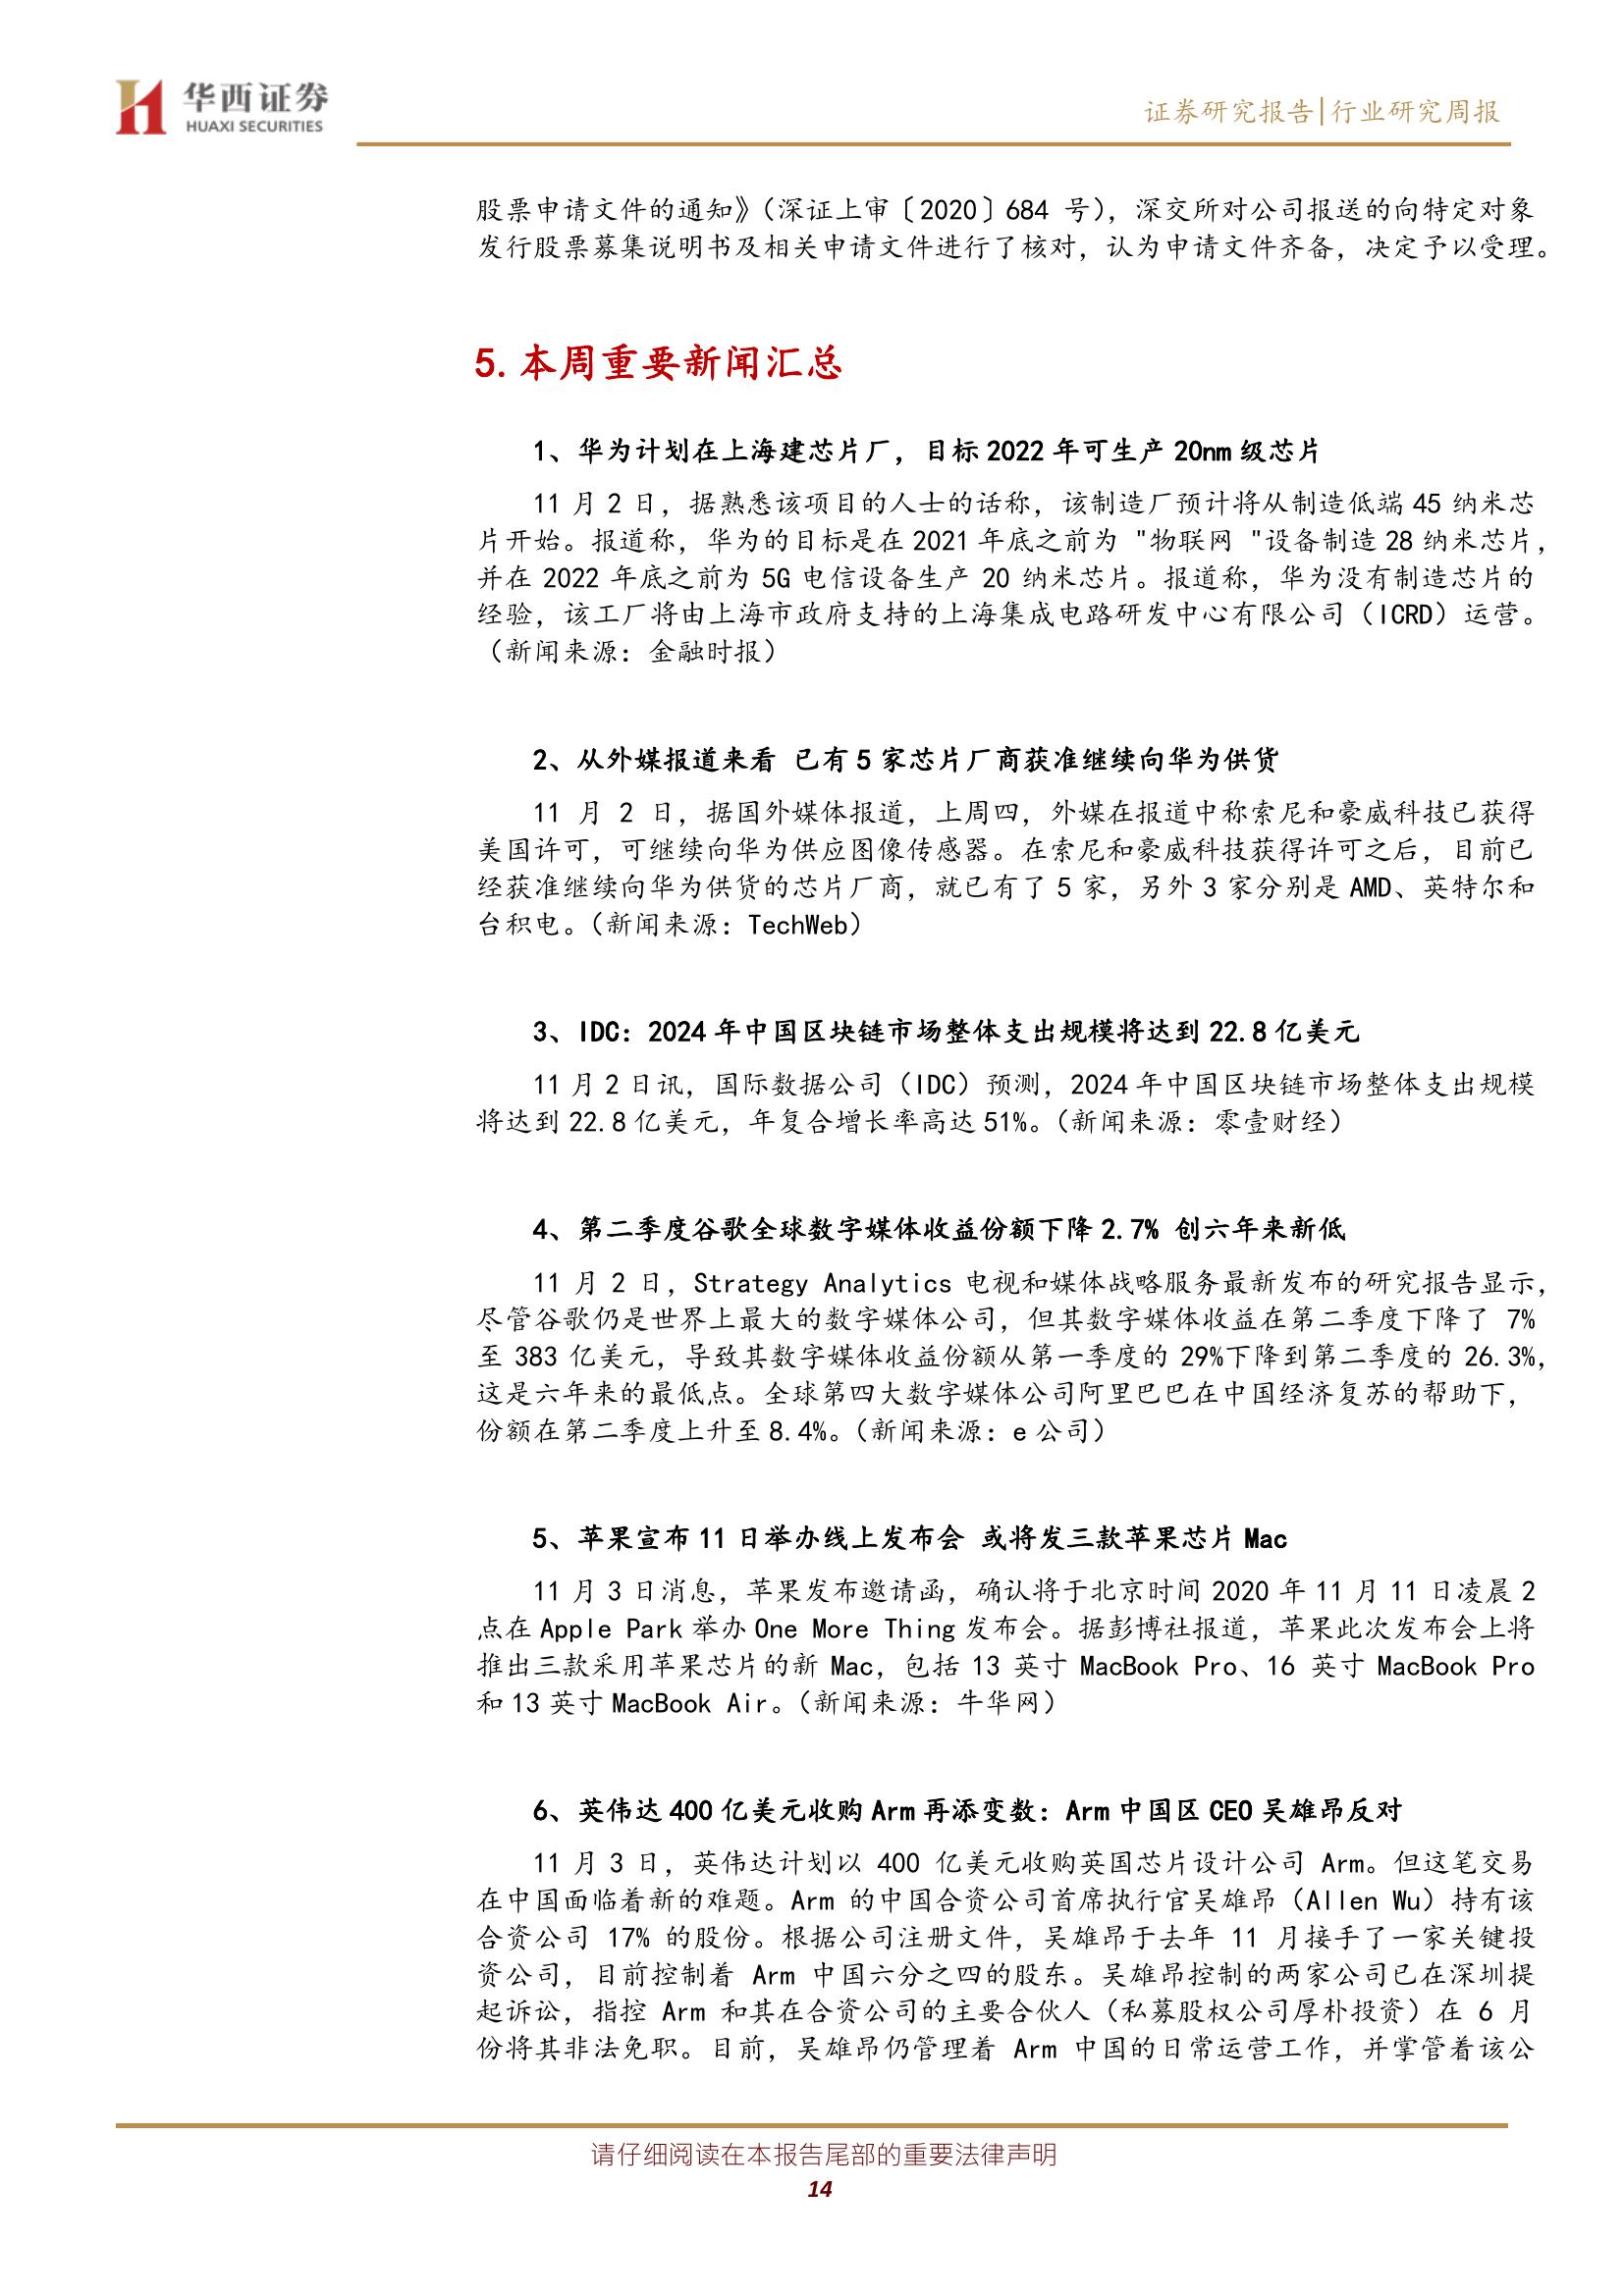 华西证券
HUAXI SECURITIES
证券研究报告|行业研究周报
股票申请文件的通知》（深证上审〔2020〕684 号），深交所对公司报送的向特定对象
发行股票募集说明书及相关申请文件进行了核对，认为申请文件齐备，决定予以受理。
5.本周重要新闻汇总
1、华为计划在上海建芯片厂，目标 2022 年可生产 20nm 级芯片
11 月 2 日，据熟悉该项目的人士的话称，该制造厂预计将从制造低端 45 纳米芯
片开始。报道称，华为的目标是在 2021 年底之前为 "物联网 "设备制造 28 纳米芯片，
并在 2022 年底之前为 5G 电信设备生产 20 纳米芯片。报道称，华为没有制造芯片的
经验，该工厂将由上海市政府支持的上海集成电路研发中心有限公司（ICRD）运营。
（新闻来源：金融时报）
2、从外媒报道来看 已有 5 家芯片厂商获准继续向华为供货
11 月 2 日，据国外媒体报道，上周四，外媒在报道中称索尼和豪威科技已获得
美国许可，可继续向华为供应图像传感器。在索尼和豪威科技获得许可之后，目前已
经获准继续向华为供货的芯片厂商，就已有了 5 家，另外 3 家分别是 AMD、英特尔和
台积电。（新闻来源：TechWeb）
3、IDC：2024 年中国区块链市场整体支出规模将达到 22.8 亿美元
11 月 2 日讯，国际数据公司（IDC）预测，2024 年中国区块链市场整体支出规模
将达到 22.8 亿美元，年复合增长率高达 51%。（新闻来源：零壹财经）
4、第二季度谷歌全球数字媒体收益份额下降 2.7% 创六年来新低
11 月 2 日，Strategy Analytics 电视和媒体战略服务最新发布的研究报告显示，
尽管谷歌仍是世界上最大的数字媒体公司，但其数字媒体收益在第二季度下降了 7%
至 383 亿美元，导致其数字媒体收益份额从第一季度的 29%下降到第二季度的 26.3%，
这是六年来的最低点。全球第四大数字媒体公司阿里巴巴在中国经济复苏的帮助下，
份额在第二季度上升至 8.4%。（新闻来源：e 公司）
5、苹果宣布 11 日举办线上发布会 或将发三款苹果芯片 Mac
11 月 3 日消息，苹果发布邀请函，确认将于北京时间 2020 年 11 月 11 日凌晨 2
点在 Apple Park 举办 One More Thing 发布会。据彭博社报道，苹果此次发布会上将
推出三款采用苹果芯片的新 Mac，包括 13 英寸 MacBook Pro、16 英寸 MacBook Pro
和 13 英寸 MacBook Air。（新闻来源：牛华网）
6、英伟达 400 亿美元收购 Arm 再添变数：Arm 中国区 CEO 吴雄昂反对
11 月 3 日，英伟达计划以 400 亿美元收购英国芯片设计公司 Arm。但这笔交易
在中国面临着新的难题。Arm 的中国合资公司首席执行官吴雄昂（Allen Wu）持有该
合资公司 17% 的股份。根据公司注册文件，吴雄昂于去年 11 月接手了一家关键投
资公司，目前控制着 Arm 中国六分之四的股东。吴雄昂控制的两家公司已在深圳提
起诉讼，指控 Arm 和其在合资公司的主要合伙人（私募股权公司厚朴投资）在 6 月
份将其非法免职。目前，吴雄昂仍管理着 Arm 中国的日常运营工作，并掌管着该公
请仔细阅读在本报告尾部的重要法律声明
14